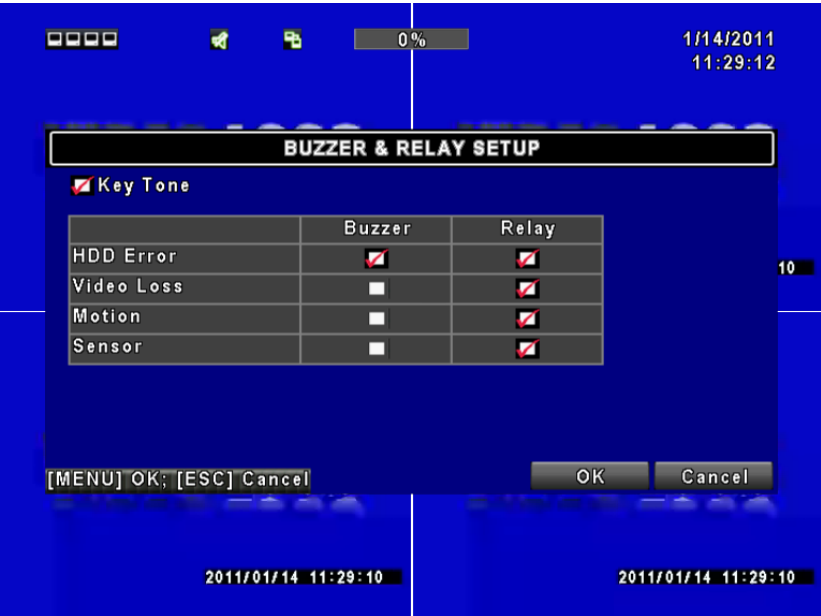 0%
1/14/2011
11:29:12
BUZZER & RELAY SETUP
Key Tone
Buzzer Relay
HDD Error
Video Loss
Motion
Sensor
10
[MENU] OK; [ESC] Cancel
OK Cancel
2011/01/14 11:29:10
2011/01/14 11:29:10